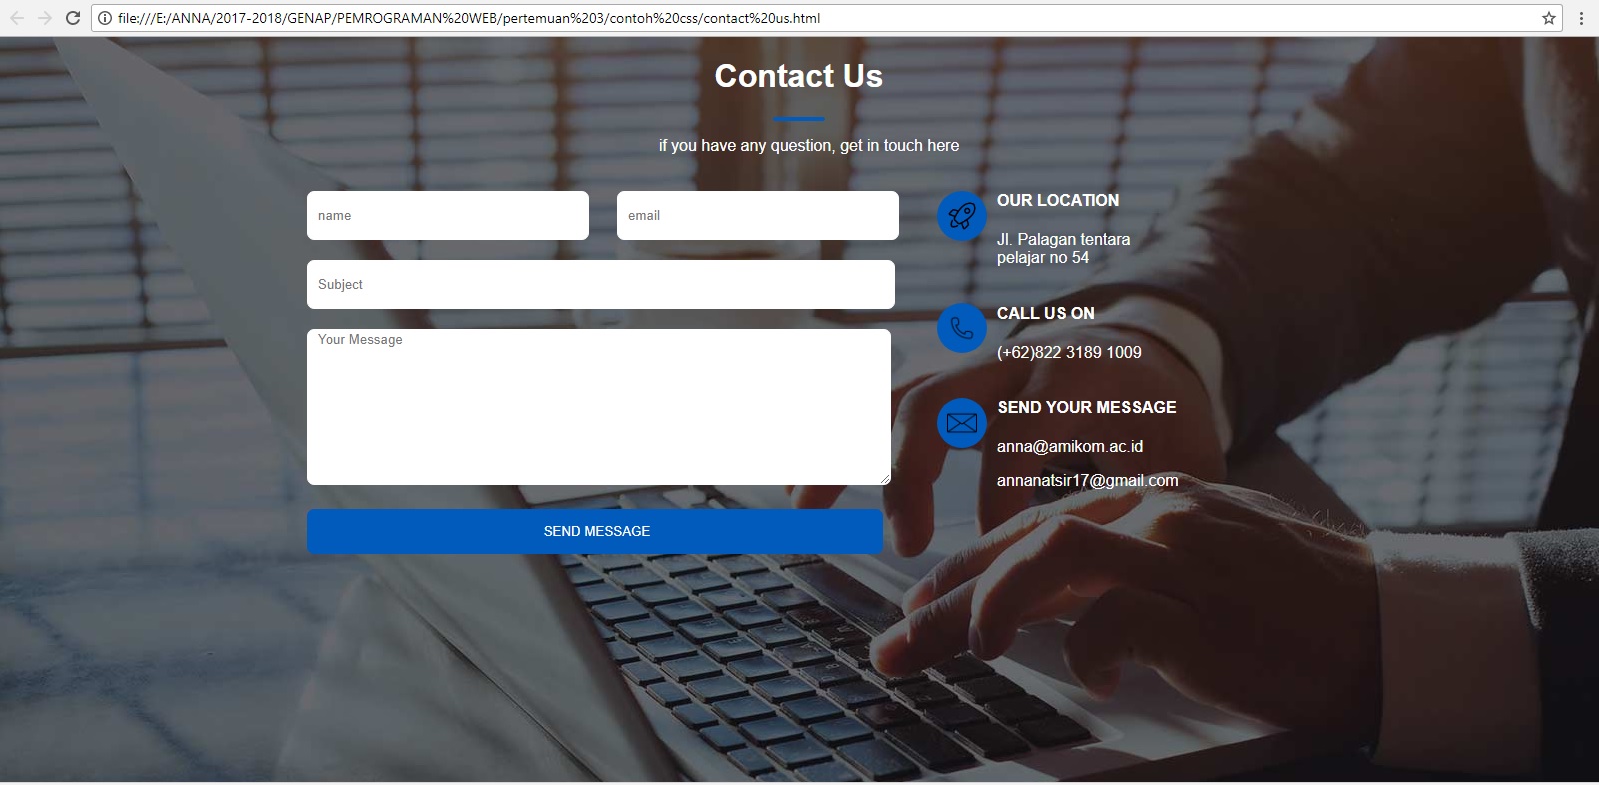 file:///E:/ANNA/2017-2018/GENAP/PEMROGRAMAN%20WEB/pertemuan%203/contoh%20css/contact%20us.html
Contact Us
if you have any question, get in touch here
name
email
Subject
Your Message
SEND MESSAGE
OUR LOCATION
Jl. Palagan tentara
pelajar no 54
CALL US ON
(+62)822 3189 1009
SEND YOUR MESSAGE
anna@amikom.ac.id
annanatsir17@gmail.com